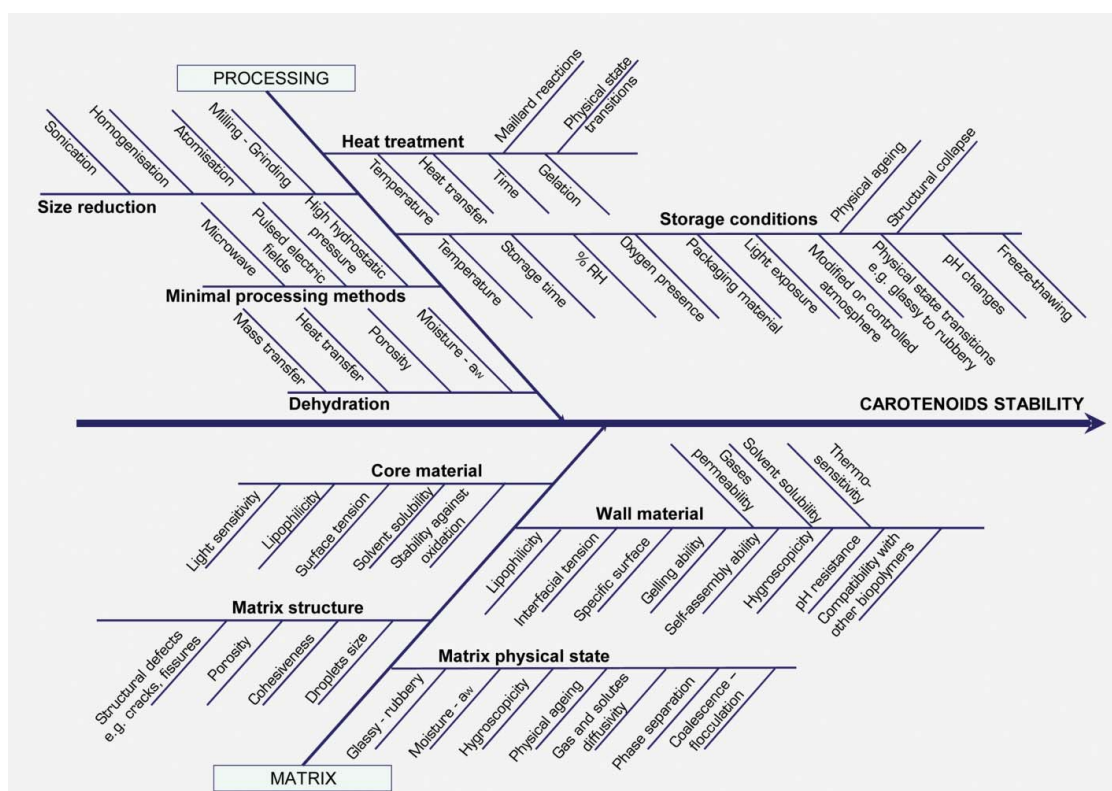 PROCESSING
Sonication
Homogenisation
Atomisation
Milling - Grinding
Size reduction
Microwave
Pulsed electric
fields
High hydrostatic
pressure
Minimal processing methods
Mass transfer
Heat transfer
Porosity
Moisture - aw
Dehydration
Maillard reactions
Physical state
transitions
Heat treatment
Temperature
Heat transfer
Time
Gelation
Physical ageing
Structural collapse
Storage conditions
Temperature
Storage time
% RH
Oxygen presence
Packaging material
Light exposure
Modified or controlled
atmosphere
Physical state transitions
e.g. glassy to rubbery
pH changes
Freeze-thawing
CAROTENOIDS STABILITY
Core material
Light sensitivity
Lipophilicity
Surface tension
Solvent solubility
Stability against
oxidation
Gases
permeability
Solvent solubility
Thermo-
sensitivity
Wall material
Lipophilicity
Interfacial tension
Specific surface
Gelling ability
Self-assembly ability
Hygroscopicity
pH resistance
Compatibility with
other biopolymers
Matrix structure
Structural defects
e.g. cracks, fissures
Porosity
Cohesiveness
Droplets size
Matrix physical state
Glassy - rubbery
Moisture - aw
Hygroscopicity
Physical ageing
Gas and solutes
diffusivity
Phase separation
Coalescence –
flocculation
MATRIX